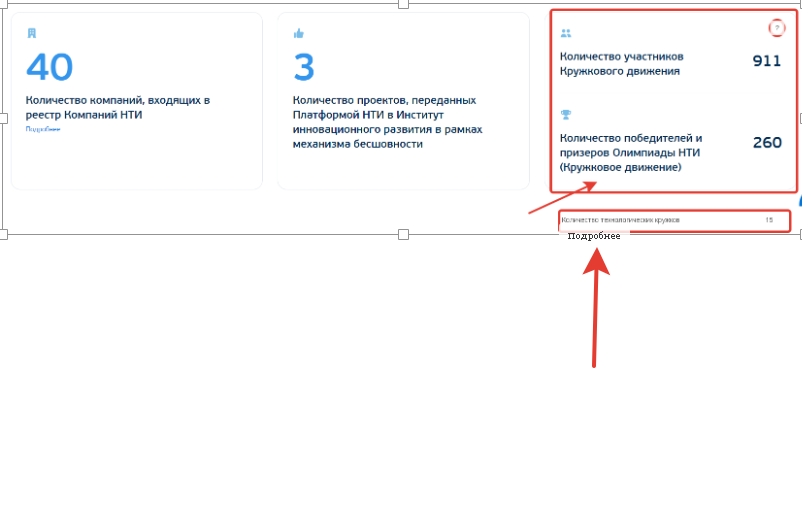 40
Количество компаний, входящих в
реестр Компаний НТИ
Подробнее
3
Количество проектов, переданных
Платформой НТИ в Институт
инновационного развития в рамках
механизма бесшовности
?
Количество участников
Кружкового движения
911
Количество победителей и
призеров Олимпиады НТИ
(Кружковое движение)
260
Количество технологических кружков 15
Подробнее